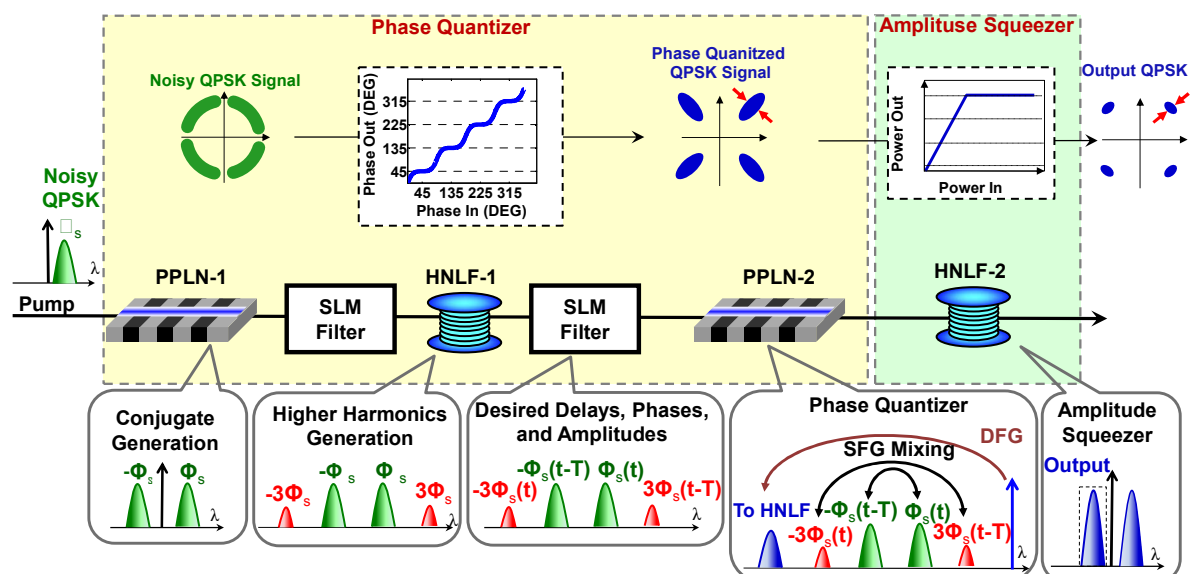 Phase Quantizer
Amplituse Squeezer
Noisy QPSK Signal
Phase Out (DEG)
315
225
135
45
45 135 225 315
Phase In (DEG)
Phase Quanitzed
QPSK Signal
Power Out
Power In
Output QPSK
Noisy
QPSK
□s
λ
Pump
PPLN-1
SLM
Filter
HNLF-1
SLM
Filter
PPLN-2
HNLF-2
Conjugate
Generation
-Φs Φs
λ
Higher Harmonics
Generation
-3Φs -Φs Φs 3Φs
λ
Desired Delays, Phases,
and Amplitudes
-3Φs(t) -Φs(t-T) Φs(t) 3Φs(t-T)
λ
Phase Quantizer
DFG
SFG Mixing
To HNLF -3Φs(t) -Φs(t-T) Φs(t) 3Φs(t-T)
λ
Amplitude
Squeezer
Output
λ